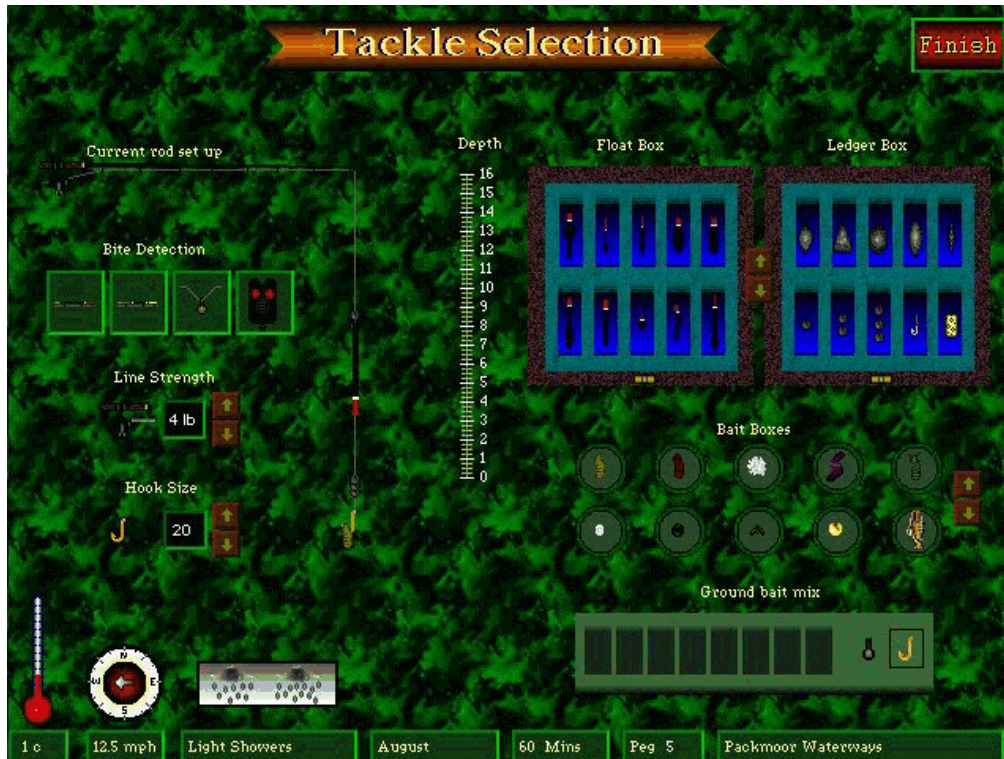 Tackle Selection
Finish
Current rod set up
Depth
Float Box
Ledger Box
16
15
14
13
12
11
10
9
8
7
6
5
4
3
2
1
0
Bite Detection
Line Strength
4 lb
Hook Size
20
Bait Boxes
Ground bait mix
N
W
E
S
1 c
12.5 mph
Light Showers
August
60 Mins
Peg 5
Packmoor Waterways